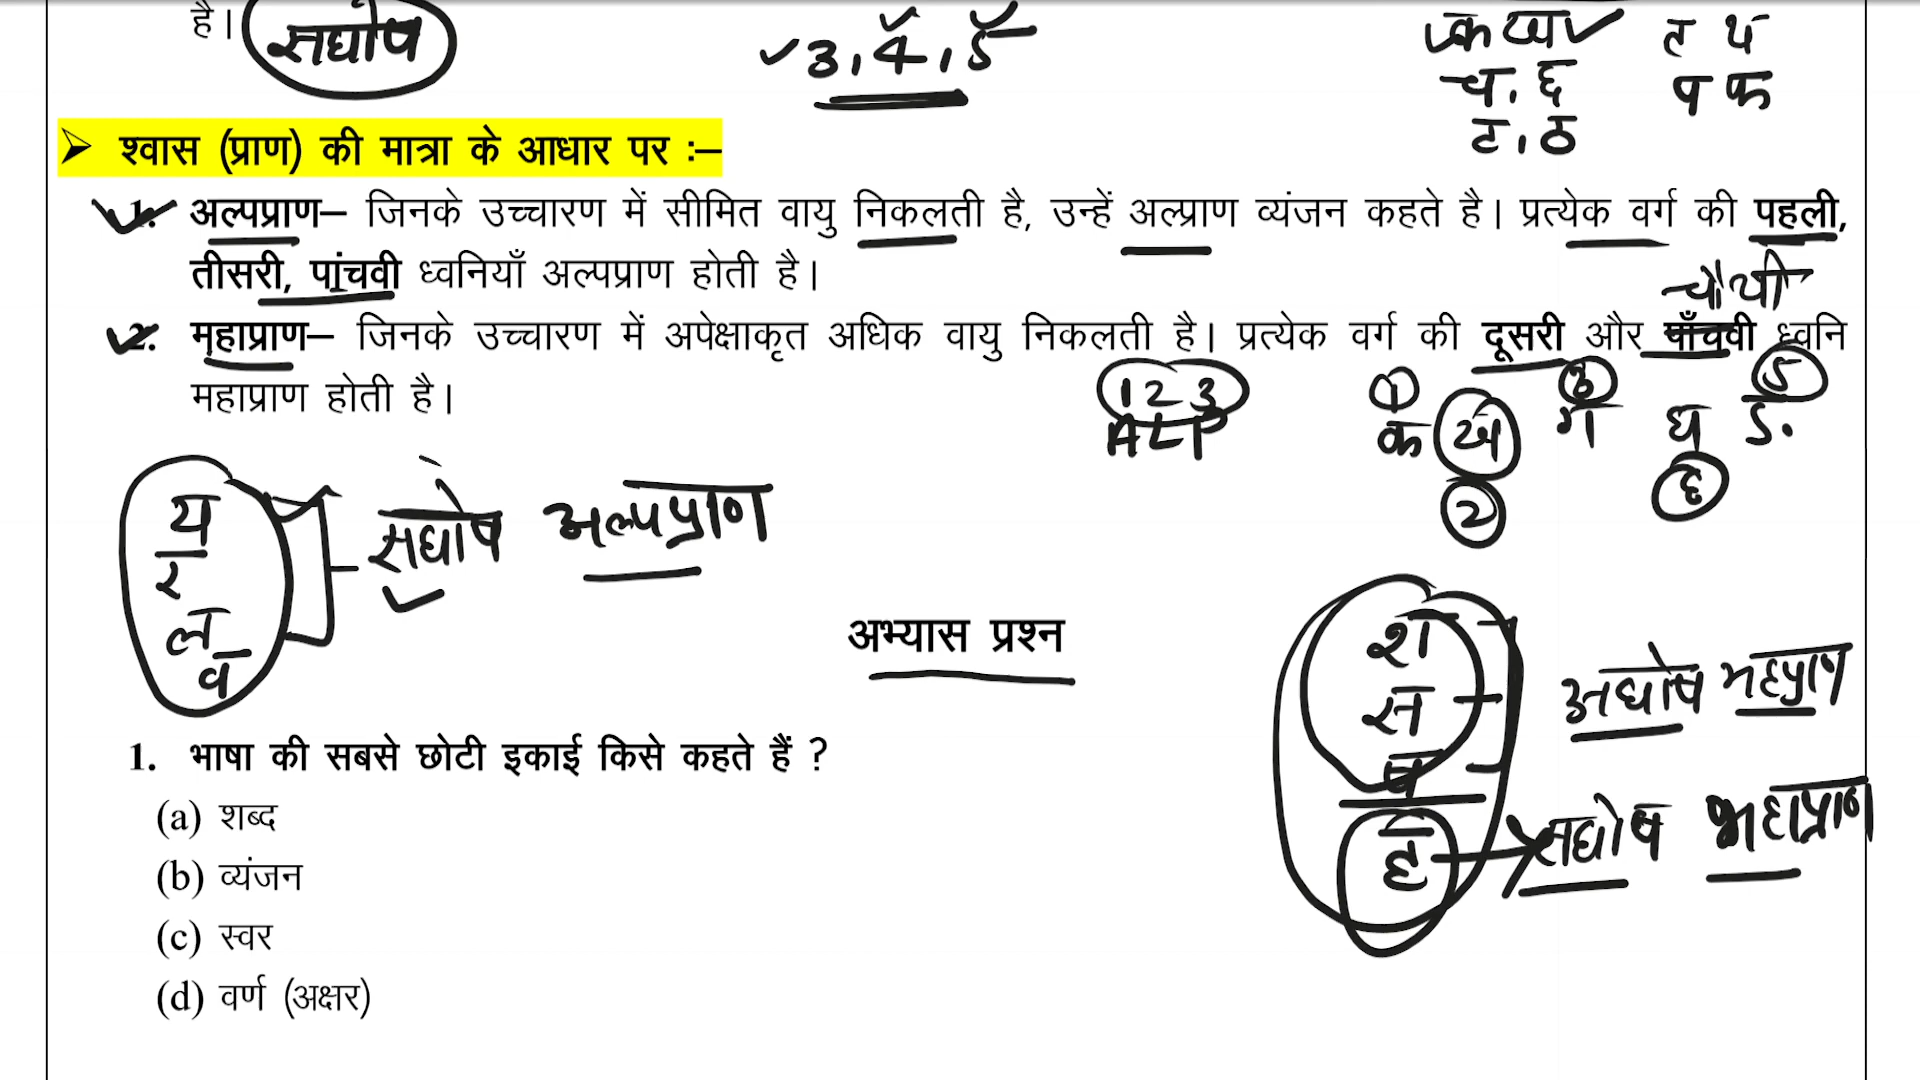 है। सघोष 3, 4, 5
क ख त थ
च, छ प फ
ट, ठ
➢ श्वास (प्राण) की मात्रा के आधार पर :–
1. अल्पप्राण– जिनके उच्चारण में सीमित वायु निकलती है, उन्हें अल्प्राण व्यंजन कहते है। प्रत्येक वर्ग की पहली,
तीसरी, पांचवी ध्वनियाँ अल्पप्राण होती है।
चौथी
2. महाप्राण– जिनके उच्चारण में अपेक्षाकृत अधिक वायु निकलती है। प्रत्येक वर्ग की दूसरी और पाँचवी ध्वनि
महाप्राण होती है।
1 2 3 1 3 5
क ख ग घ ङ
2
य
र
ल
व
सघोष अल्पप्राण
अभ्यास प्रश्न
श
स
ष
अघोष महाप्राण
ह सघोष महाप्राण
1. भाषा की सबसे छोटी इकाई किसे कहते हैं ?
(a) शब्द
(b) व्यंजन
(c) स्वर
(d) वर्ण (अक्षर)